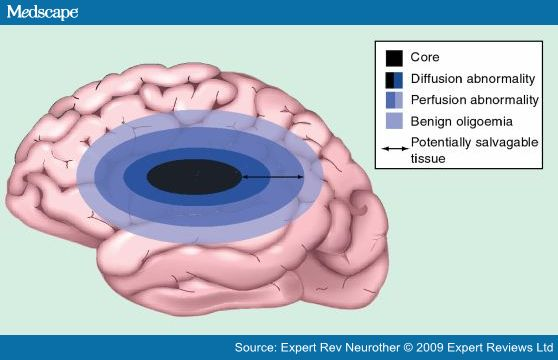 Medscape
Core
Diffusion abnormality
Perfusion abnormality
Benign oligoemia
Potentially salvagable
tissue
Source: Expert Rev Neurother © 2009 Expert Reviews Ltd